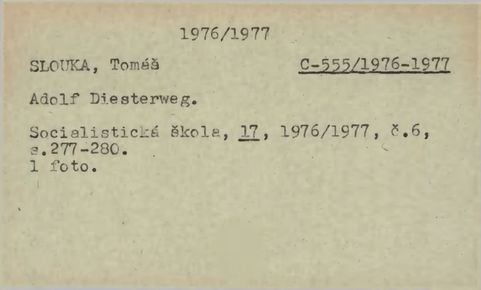 1976/1977
SLOUKA, Tomáš C-555/1976-1977
Adolf Diesterweg.
Socialistická škola, 17, 1976/1977, č.6,
s.277-280.
1 foto.